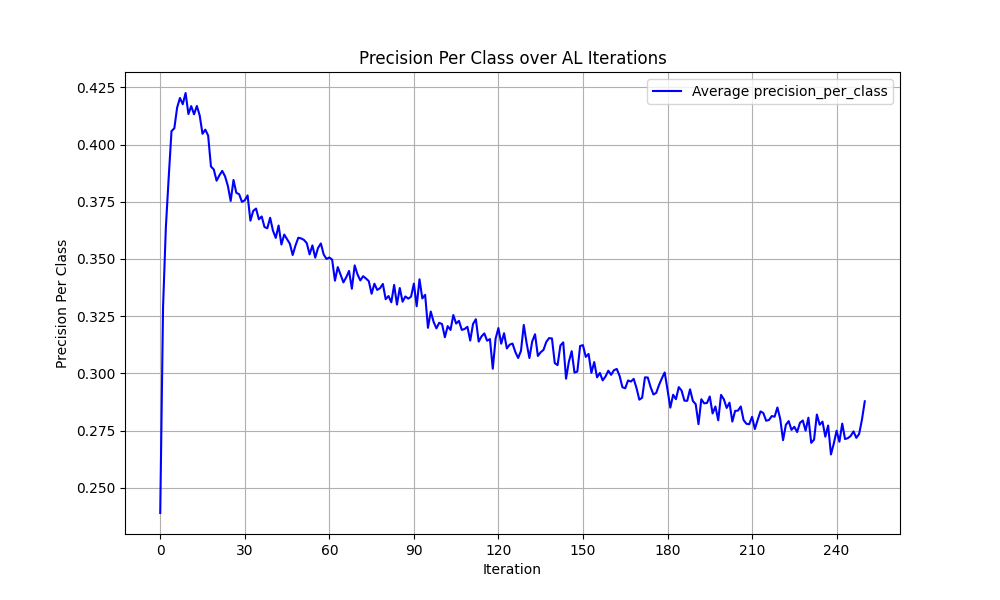 Precision Per Class over AL Iterations
Average precision_per_class
Precision Per Class
0.425
0.400
0.375
0.350
0.325
0.300
0.275
0.250
0 30 60 90 120 150 180 210 240
Iteration